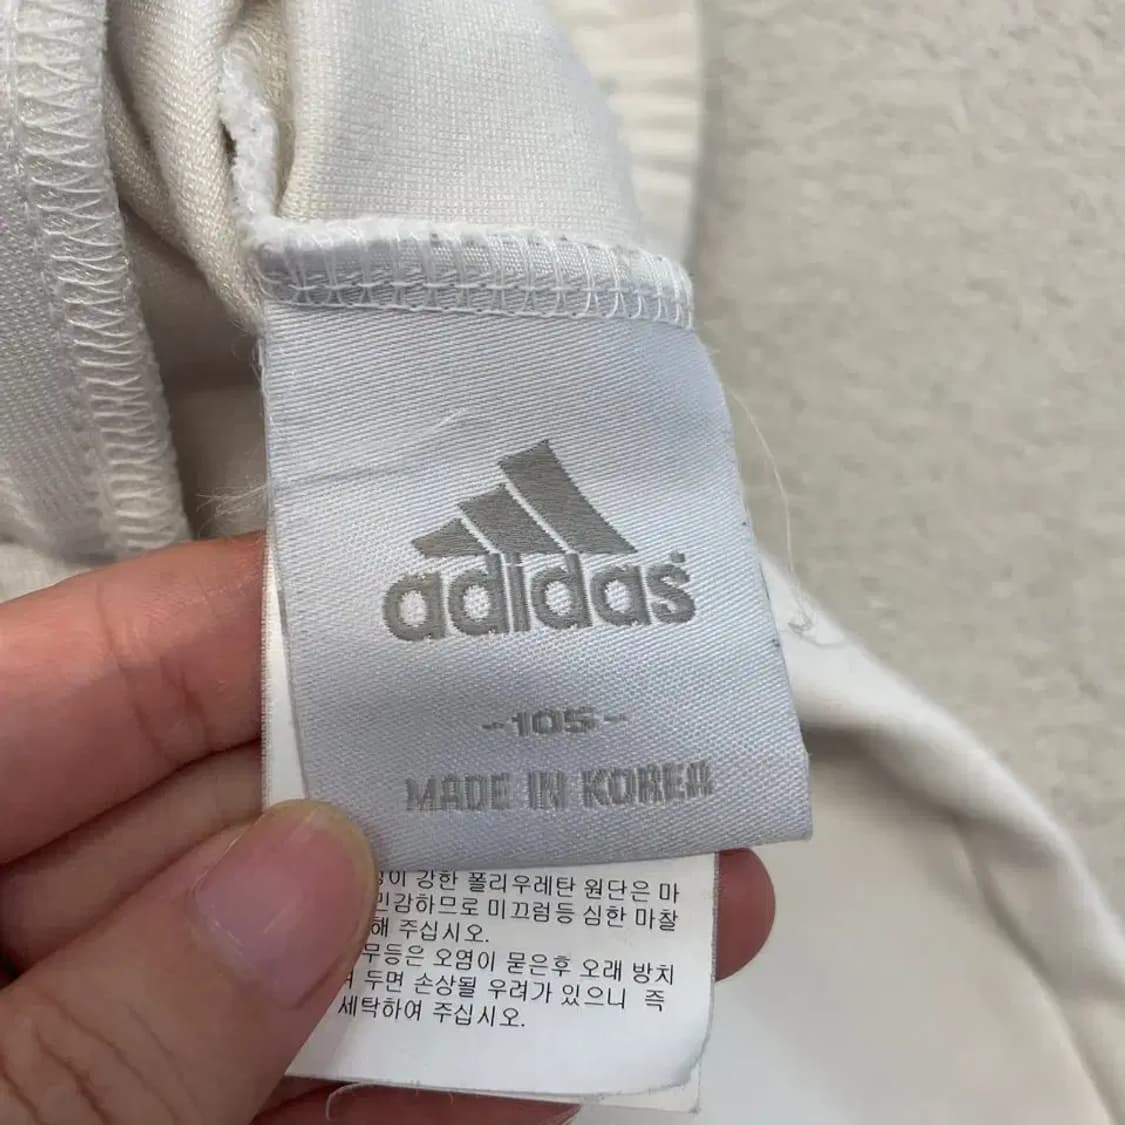 adidas
-105-
MADE IN KOREA
이 강한 폴리우레탄 원단은 마
민감하므로 미끄럼등 심한 마찰
해 주십시오.
무등은 오염이 묻은후 오래 방치
두면 손상될 우려가 있으니 즉
세탁하여 주십시오.